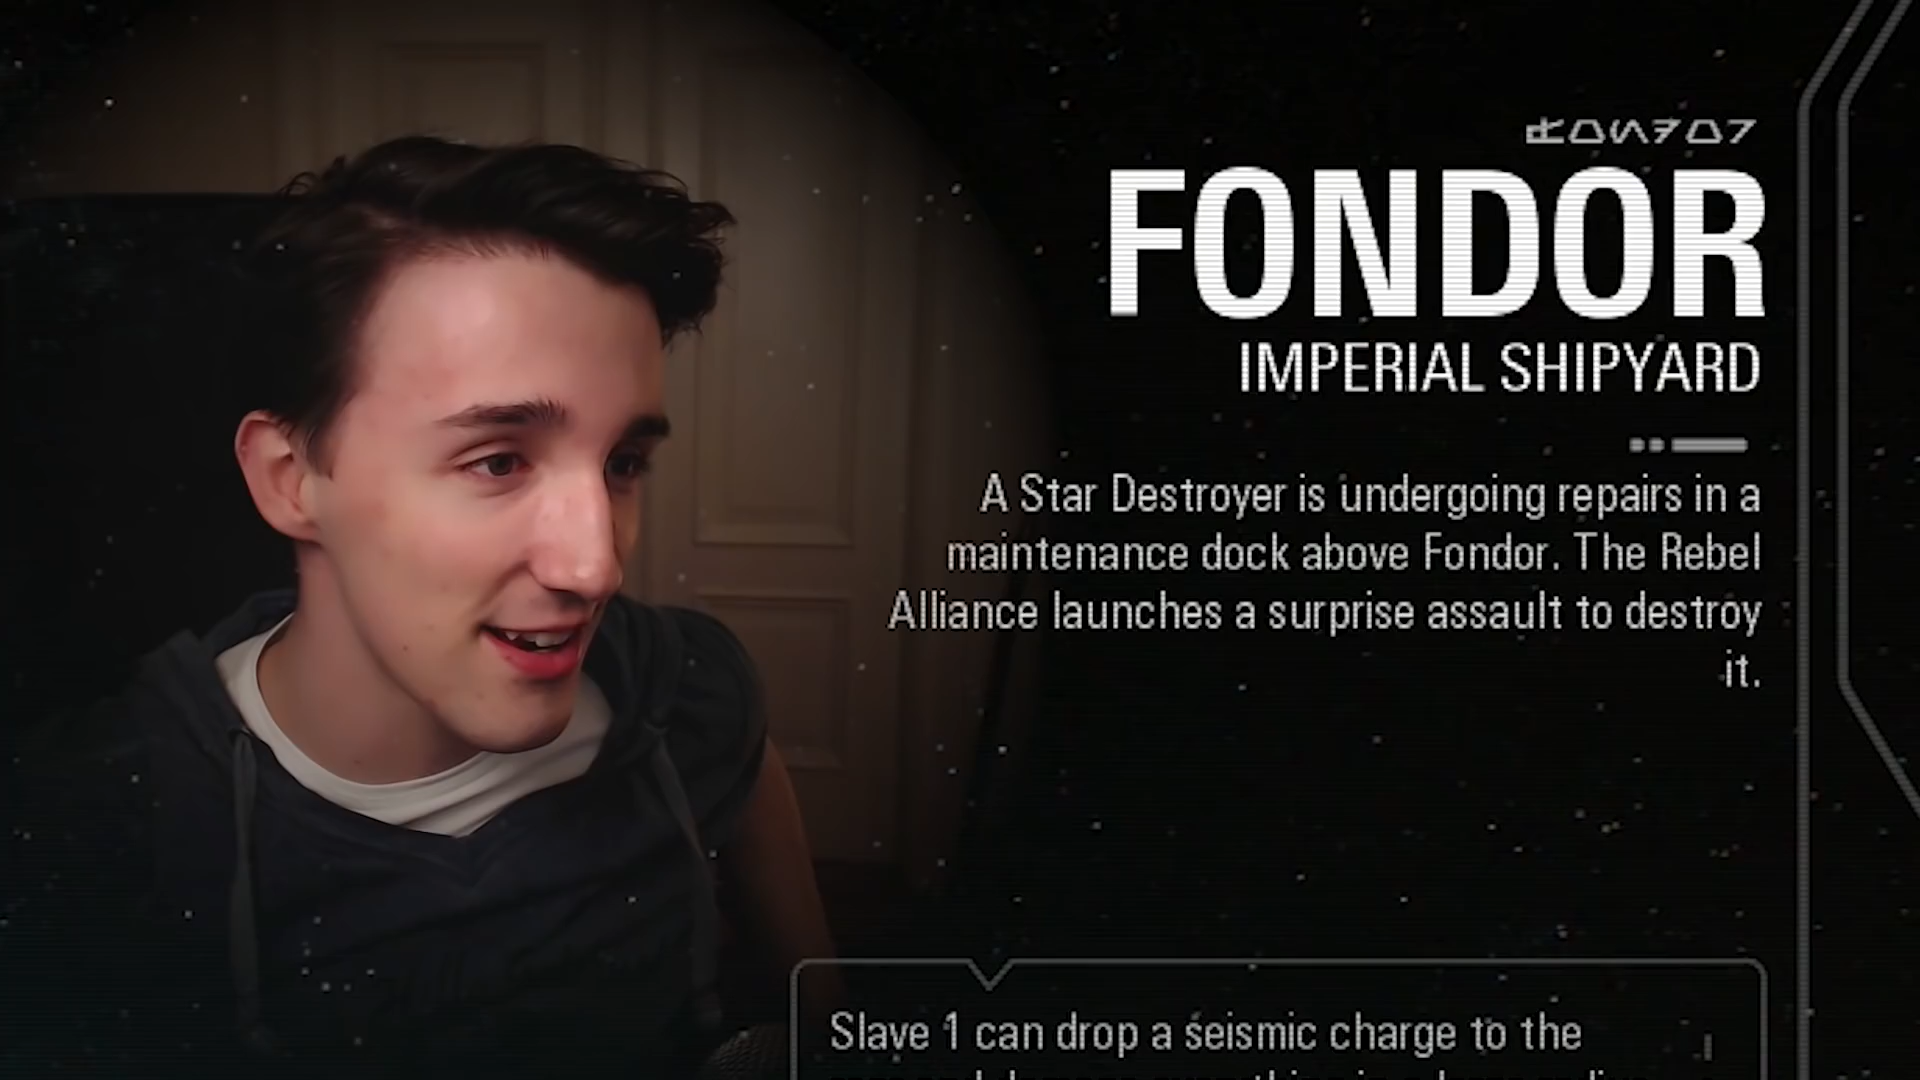 FONDOR
IMPERIAL SHIPYARD
A Star Destroyer is undergoing repairs in a
maintenance dock above Fondor. The Rebel
Alliance launches a surprise assault to destroy
it.
Slave 1 can drop a seismic charge to the